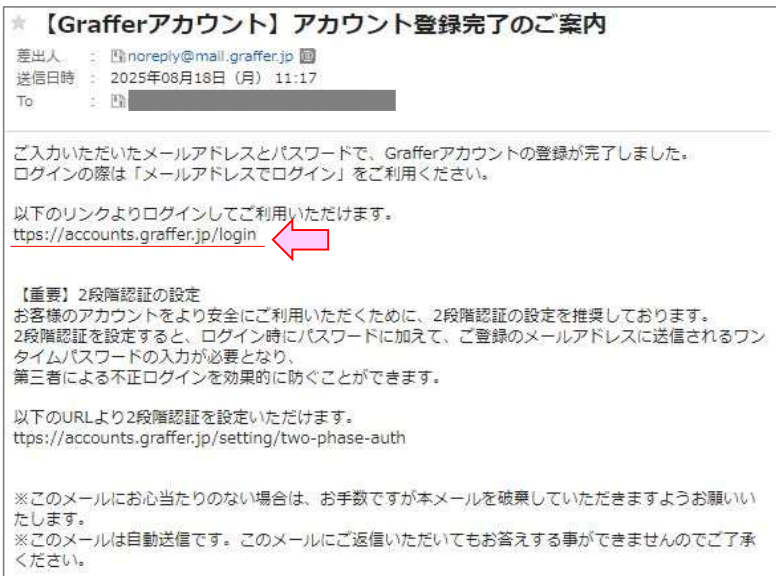 ★ 【Grafferアカウント】アカウント登録完了のご案内
差出人 : noreply@mail.graffer.jp
送信日時 : 2025年08月18日（月） 11:17
To :
ご入力いただいたメールアドレスとパスワードで、Grafferアカウントの登録が完了しました。
ログインの際は「メールアドレスでログイン」をご利用ください。
以下のリンクよりログインしてご利用いただけます。
ttps://accounts.graffer.jp/login
【重要】2段階認証の設定
お客様のアカウントをより安全にご利用いただくために、2段階認証の設定を推奨しております。
2段階認証を設定すると、ログイン時にパスワードに加えて、ご登録のメールアドレスに送信されるワン
タイムパスワードの入力が必要となり、
第三者による不正ログインを効果的に防ぐことができます。
以下のURLより2段階認証を設定いただけます。
ttps://accounts.graffer.jp/setting/two-phase-auth
※このメールにお心当たりのない場合は、お手数ですが本メールを破棄していただきますようお願いい
たします。
※このメールは自動送信です。このメールにご返信いただいてもお答えする事ができませんのでご了承
ください。